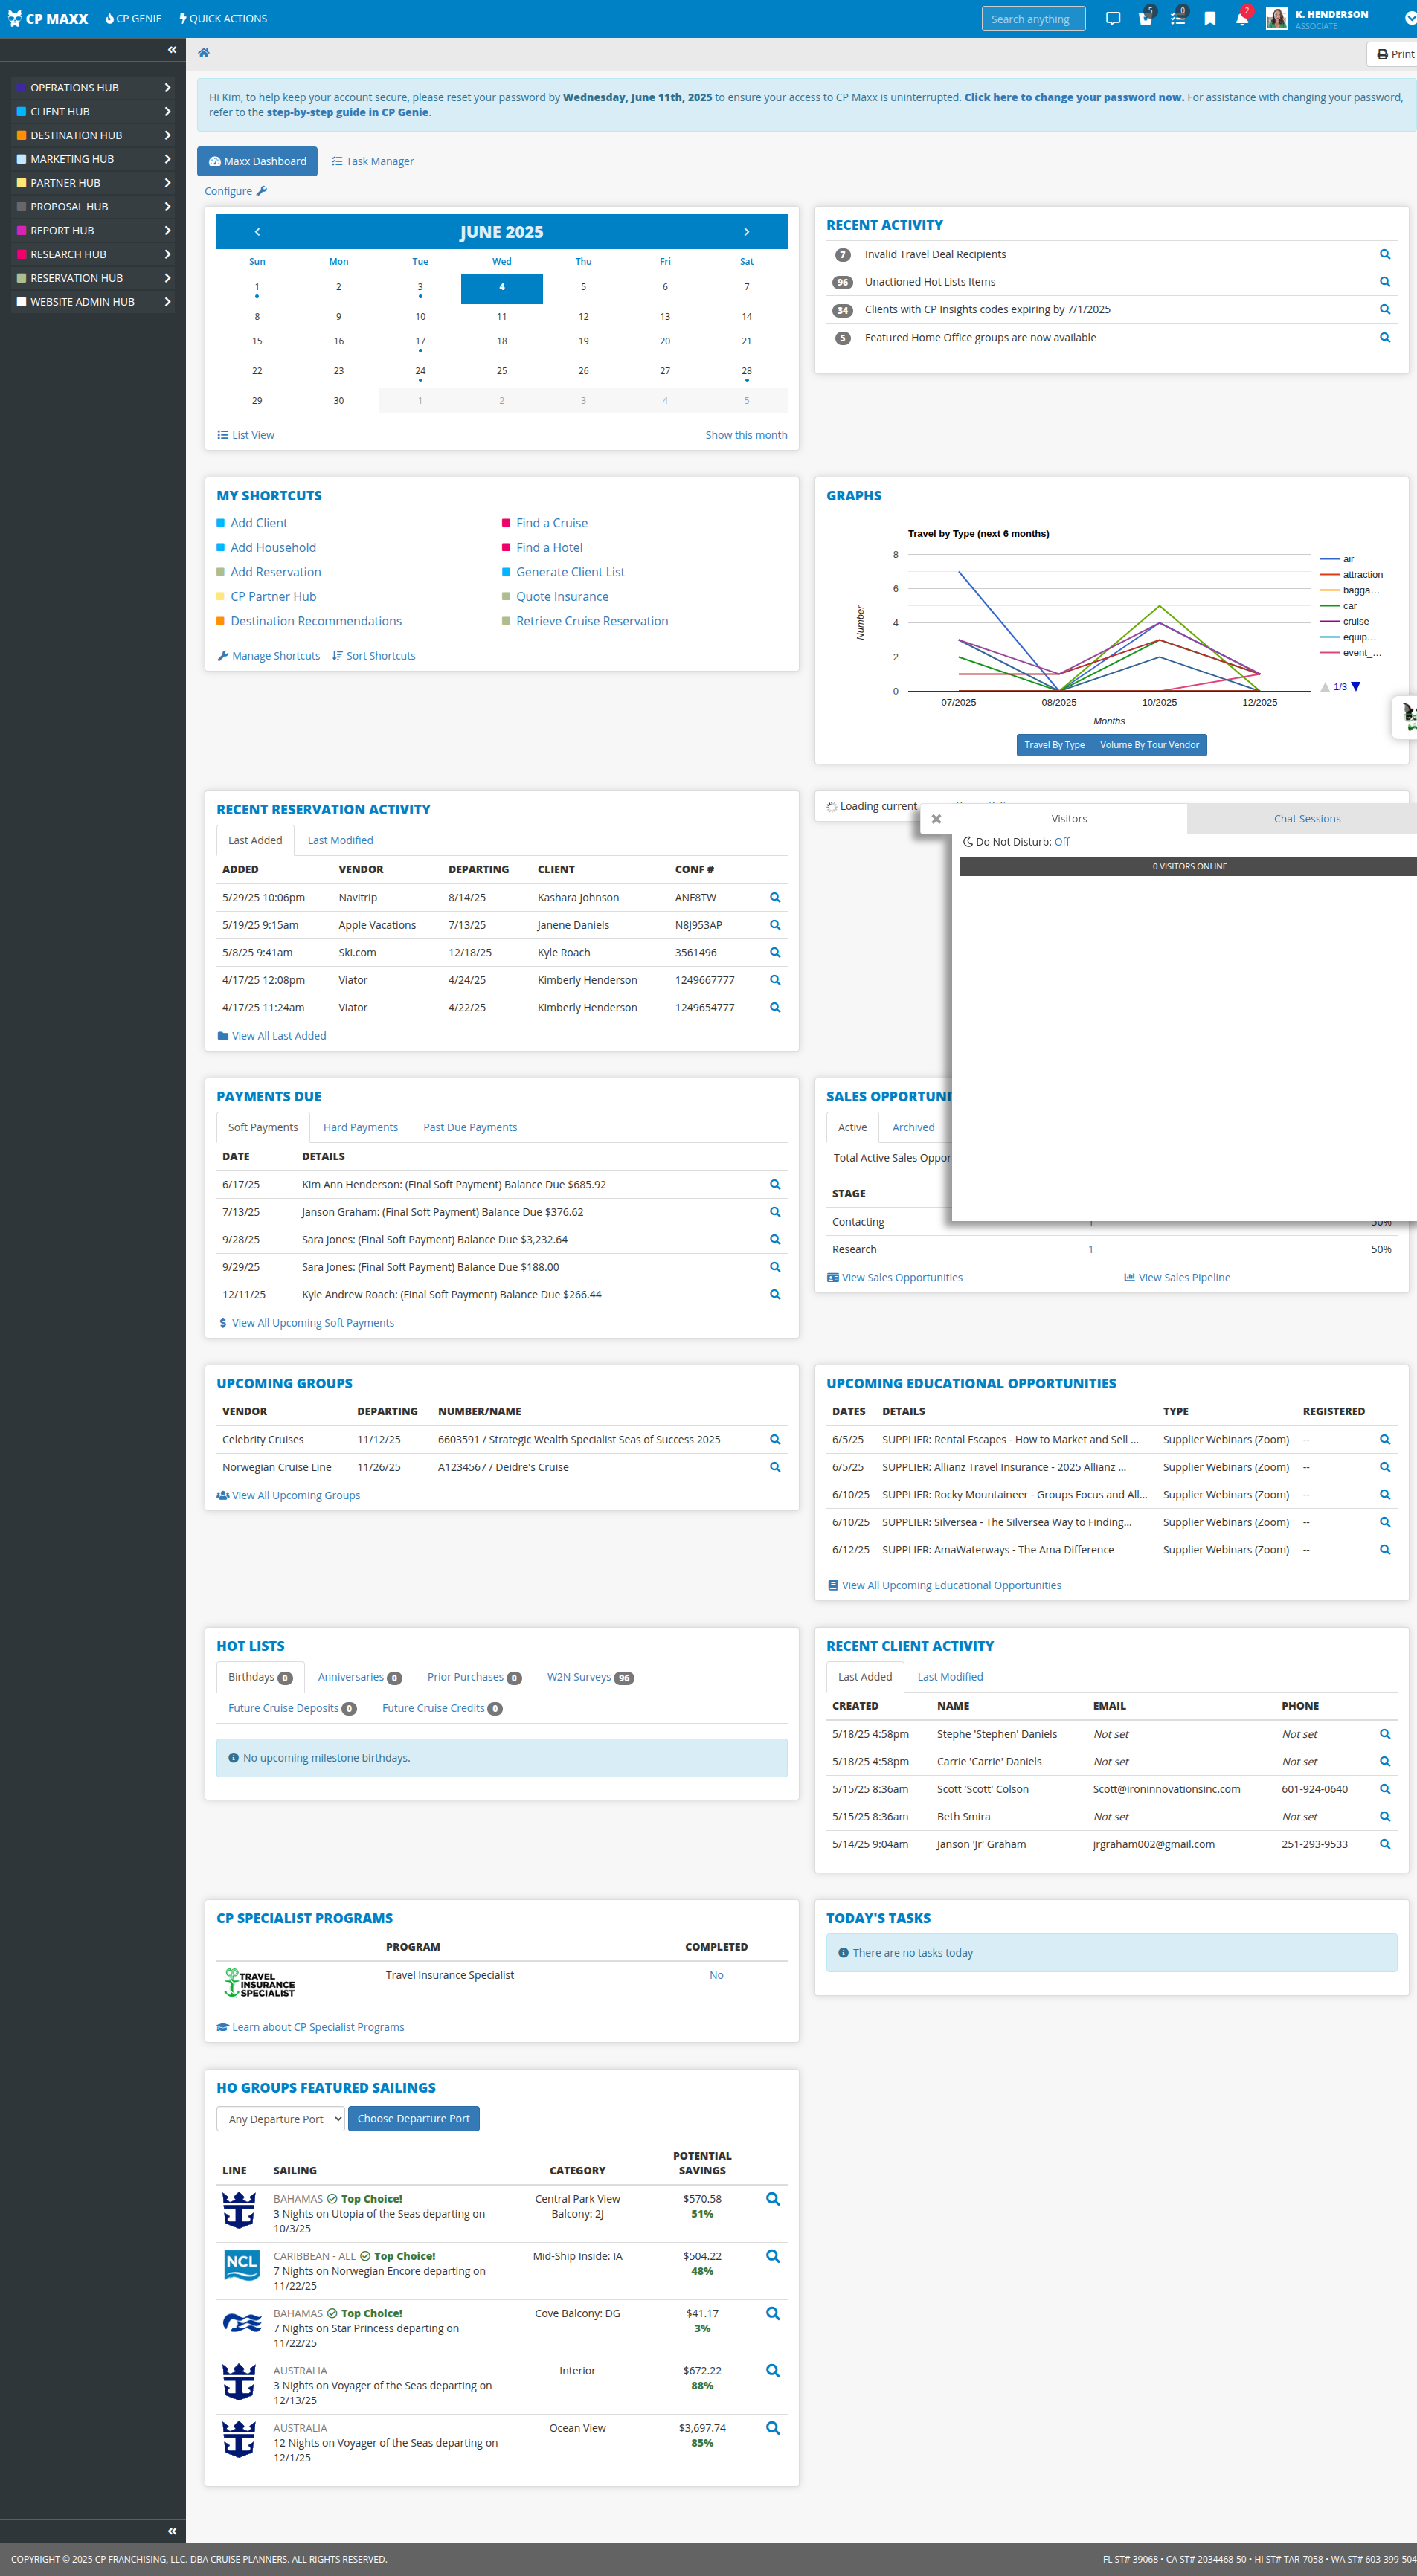 CP MAXX CP GENIE QUICK ACTIONS Search anything 5 0 2 K. HENDERSON
ASSOCIATE
Print
OPERATIONS HUB
CLIENT HUB
DESTINATION HUB
MARKETING HUB
PARTNER HUB
PROPOSAL HUB
REPORT HUB
RESEARCH HUB
RESERVATION HUB
WEBSITE ADMIN HUB
Hi Kim, to help keep your account secure, please reset your password by Wednesday, June 11th, 2025 to ensure your access to CP Maxx is uninterrupted. Click here to change your password now. For assistance with changing your password,
refer to the step-by-step guide in CP Genie.
Maxx Dashboard Task Manager
Configure
JUNE 2025
Sun Mon Tue Wed Thu Fri Sat
1 2 3 4 5 6 7
8 9 10 11 12 13 14
15 16 17 18 19 20 21
22 23 24 25 26 27 28
29 30 1 2 3 4 5
List View Show this month
RECENT ACTIVITY
7 Invalid Travel Deal Recipients
96 Unactioned Hot Lists Items
34 Clients with CP Insights codes expiring by 7/1/2025
5 Featured Home Office groups are now available
MY SHORTCUTS
Add Client Find a Cruise
Add Household Find a Hotel
Add Reservation Generate Client List
CP Partner Hub Quote Insurance
Destination Recommendations Retrieve Cruise Reservation
Manage Shortcuts Sort Shortcuts
GRAPHS
Travel by Type (next 6 months)
8
6
4
2
0
Number
07/2025 08/2025 10/2025 12/2025
Months
air
attraction
bagga…
car
cruise
equip…
event_…
1/3
Travel By Type Volume By Tour Vendor
RECENT RESERVATION ACTIVITY
Last Added Last Modified
ADDED VENDOR DEPARTING CLIENT CONF #
5/29/25 10:06pm Navitrip 8/14/25 Kashara Johnson ANF8TW
5/19/25 9:15am Apple Vacations 7/13/25 Janene Daniels N8J953AP
5/8/25 9:41am Ski.com 12/18/25 Kyle Roach 3561496
4/17/25 12:08pm Viator 4/24/25 Kimberly Henderson 1249667777
4/17/25 11:24am Viator 4/22/25 Kimberly Henderson 1249654777
View All Last Added
Loading current
Visitors Chat Sessions
Do Not Disturb: Off
0 VISITORS ONLINE
PAYMENTS DUE
Soft Payments Hard Payments Past Due Payments
DATE DETAILS
6/17/25 Kim Ann Henderson: (Final Soft Payment) Balance Due $685.92
7/13/25 Janson Graham: (Final Soft Payment) Balance Due $376.62
9/28/25 Sara Jones: (Final Soft Payment) Balance Due $3,232.64
9/29/25 Sara Jones: (Final Soft Payment) Balance Due $188.00
12/11/25 Kyle Andrew Roach: (Final Soft Payment) Balance Due $266.44
View All Upcoming Soft Payments
SALES OPPORTUNI
Active Archived
Total Active Sales Oppor
STAGE
Contacting 1 50%
Research 1 50%
View Sales Opportunities View Sales Pipeline
UPCOMING GROUPS
VENDOR DEPARTING NUMBER/NAME
Celebrity Cruises 11/12/25 6603591 / Strategic Wealth Specialist Seas of Success 2025
Norwegian Cruise Line 11/26/25 A1234567 / Deidre's Cruise
View All Upcoming Groups
UPCOMING EDUCATIONAL OPPORTUNITIES
DATES DETAILS TYPE REGISTERED
6/5/25 SUPPLIER: Rental Escapes - How to Market and Sell ... Supplier Webinars (Zoom) --
6/5/25 SUPPLIER: Allianz Travel Insurance - 2025 Allianz ... Supplier Webinars (Zoom) --
6/10/25 SUPPLIER: Rocky Mountaineer - Groups Focus and All... Supplier Webinars (Zoom) --
6/10/25 SUPPLIER: Silversea - The Silversea Way to Finding... Supplier Webinars (Zoom) --
6/12/25 SUPPLIER: AmaWaterways - The Ama Difference Supplier Webinars (Zoom) --
View All Upcoming Educational Opportunities
HOT LISTS
Birthdays 0 Anniversaries 0 Prior Purchases 0 W2N Surveys 96
Future Cruise Deposits 0 Future Cruise Credits 0
No upcoming milestone birthdays.
RECENT CLIENT ACTIVITY
Last Added Last Modified
CREATED NAME EMAIL PHONE
5/18/25 4:58pm Stephe 'Stephen' Daniels Not set Not set
5/18/25 4:58pm Carrie 'Carrie' Daniels Not set Not set
5/15/25 8:36am Scott 'Scott' Colson Scott@ironinnovationsinc.com 601-924-0640
5/15/25 8:36am Beth Smira Not set Not set
5/14/25 9:04am Janson 'Jr' Graham jrgraham002@gmail.com 251-293-9533
CP SPECIALIST PROGRAMS
PROGRAM COMPLETED
TRAVEL INSURANCE SPECIALIST Travel Insurance Specialist No
Learn about CP Specialist Programs
TODAY'S TASKS
There are no tasks today
HO GROUPS FEATURED SAILINGS
Any Departure Port Choose Departure Port
LINE SAILING CATEGORY POTENTIAL SAVINGS
BAHAMAS Top Choice! Central Park View $570.58
3 Nights on Utopia of the Seas departing on Balcony: 2J 51%
10/3/25
NCL CARIBBEAN - ALL Top Choice! Mid-Ship Inside: IA $504.22
7 Nights on Norwegian Encore departing on 48%
11/22/25
BAHAMAS Top Choice! Cove Balcony: DG $41.17
7 Nights on Star Princess departing on 3%
11/22/25
AUSTRALIA Interior $672.22
3 Nights on Voyager of the Seas departing on 88%
12/13/25
AUSTRALIA Ocean View $3,697.74
12 Nights on Voyager of the Seas departing on 85%
12/1/25
COPYRIGHT © 2025 CP FRANCHISING, LLC. DBA CRUISE PLANNERS. ALL RIGHTS RESERVED. FL ST# 39068 • CA ST# 2034468-50 • HI ST# TAR-7058 • WA ST# 603-399-504